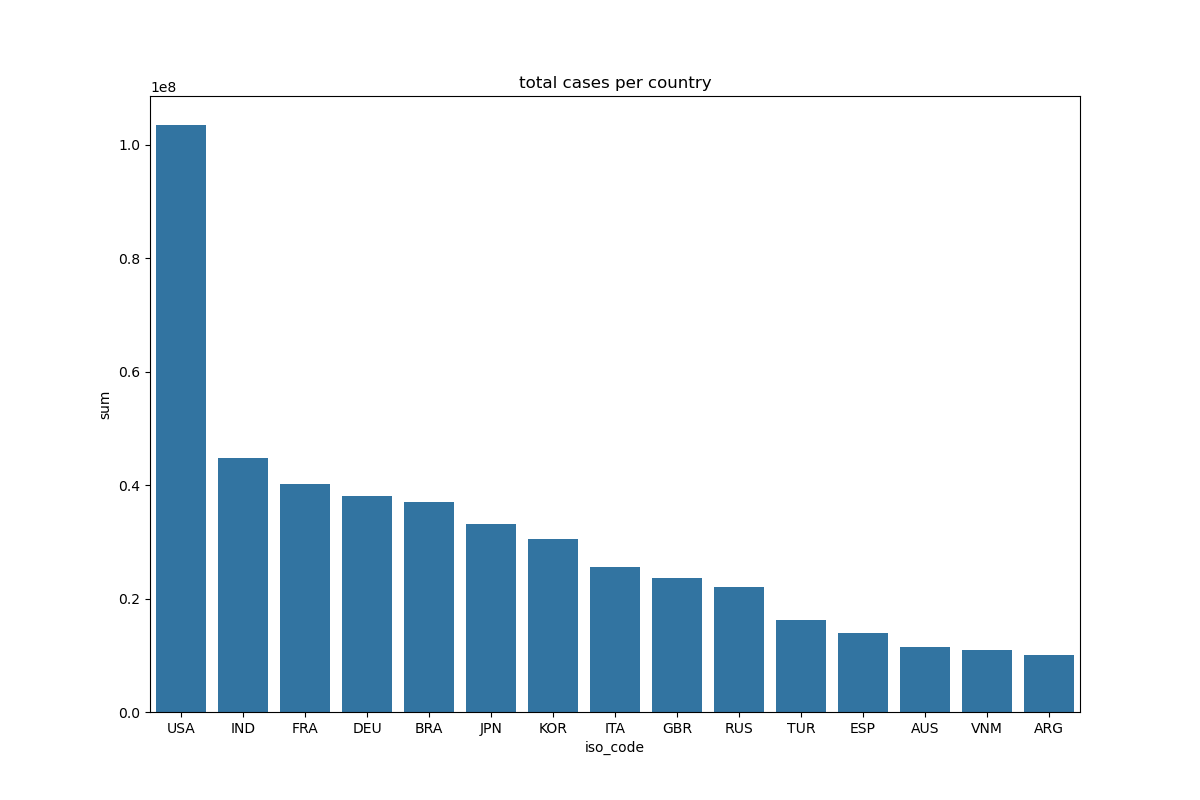 total cases per country
1e8
1.0
0.8
0.6
0.4
0.2
0.0
sum
USA IND FRA DEU BRA JPN KOR ITA GBR RUS TUR ESP AUS VNM ARG
iso_code